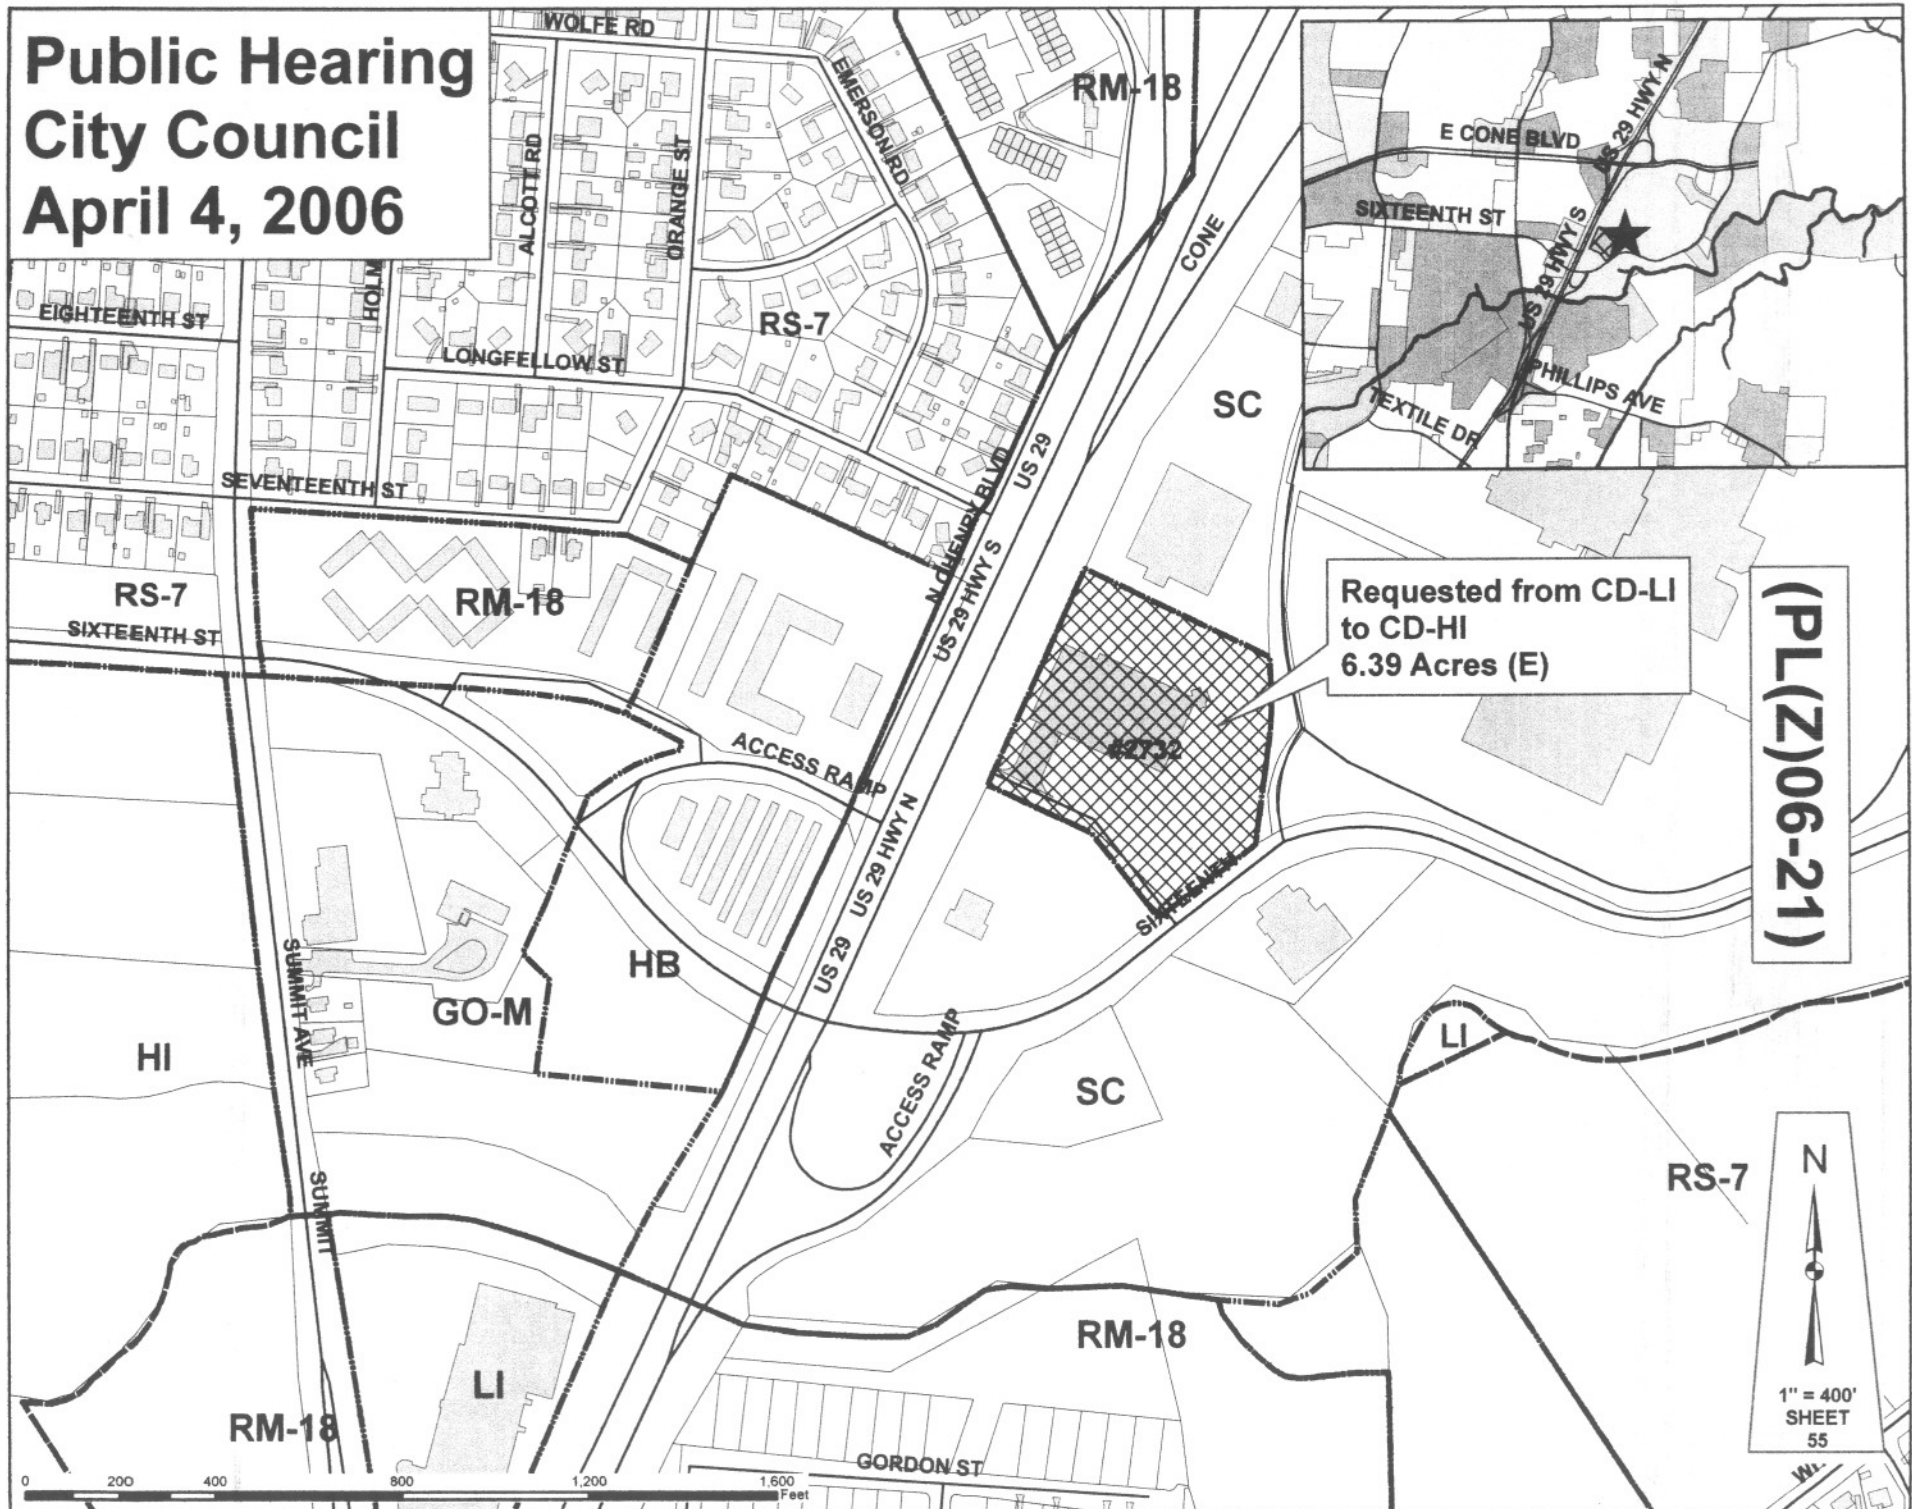 Public Hearing
City Council
April 4, 2006
WOLFE RD
EMERSON RD
RM-18
ALCOTT RD
ORANGE ST
HOLM
CONE
EIGHTEENTH ST
LONGFELLOW ST
RS-7
SEVENTEENTH ST
SC
N O HENRY BLVD
US 29
US 29 HWY S
RS-7
RM-18
SIXTEENTH ST
ACCESS RAMP
US 29 HWY N
US 29
#2732
SIXTEENTH
Requested from CD-LI
to CD-HI
6.39 Acres (E)
(PL(Z)06-21)
E CONE BLVD
US 29 HWY N
SIXTEENTH ST
US 29 HWY S
PHILLIPS AVE
TEXTILE DR
HB
GO-M
HI
SUMMIT AVE
SUMMIT
ACCESS RAMP
SC
LI
RS-7
RM-18
LI
RM-18
GORDON ST
N
1" = 400'
SHEET
55
0 200 400 800 1,200 1,600
Feet